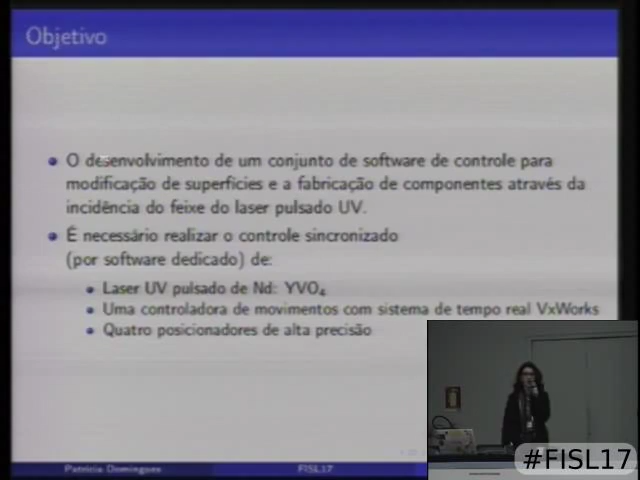 Objetivo
O desenvolvimento de um conjunto de software de controle para
modificação de superfícies e a fabricação de componentes através da
incidência do feixe do laser pulsado UV.
É necessário realizar o controle sincronizado
(por software dedicado) de:
Laser UV pulsado de Nd: YVO₄
Uma controladora de movimentos com sistema de tempo real VxWorks
Quatro posicionadores de alta precisão
Patrícia Domingues
FISL17
#FISL17